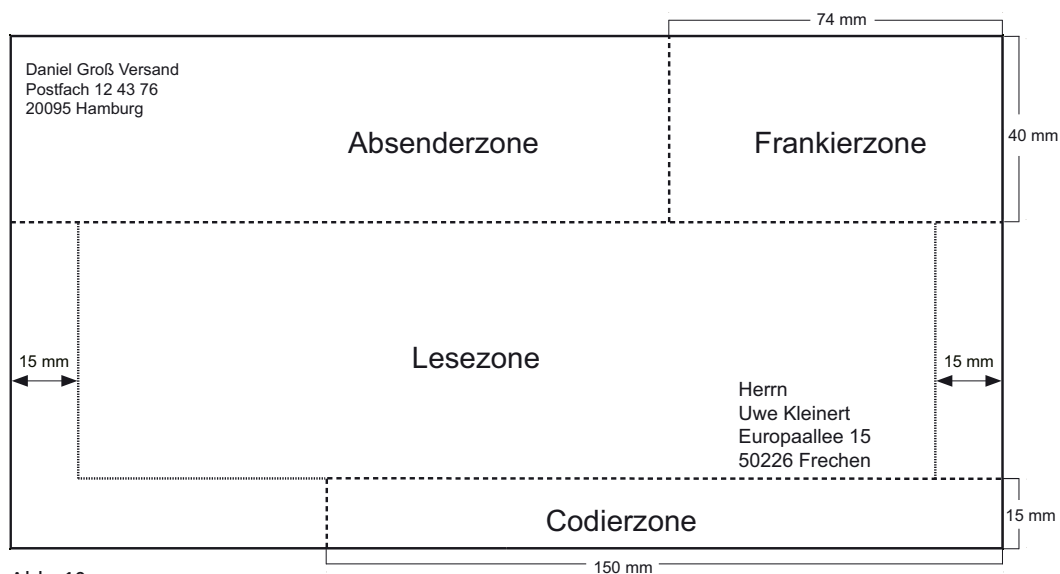 74 mm
Daniel Groß Versand
Postfach 12 43 76
20095 Hamburg
Absenderzone
Frankierzone
40 mm
15 mm
Lesezone
15 mm
Herrn
Uwe Kleinert
Europaallee 15
50226 Frechen
Codierzone
15 mm
150 mm